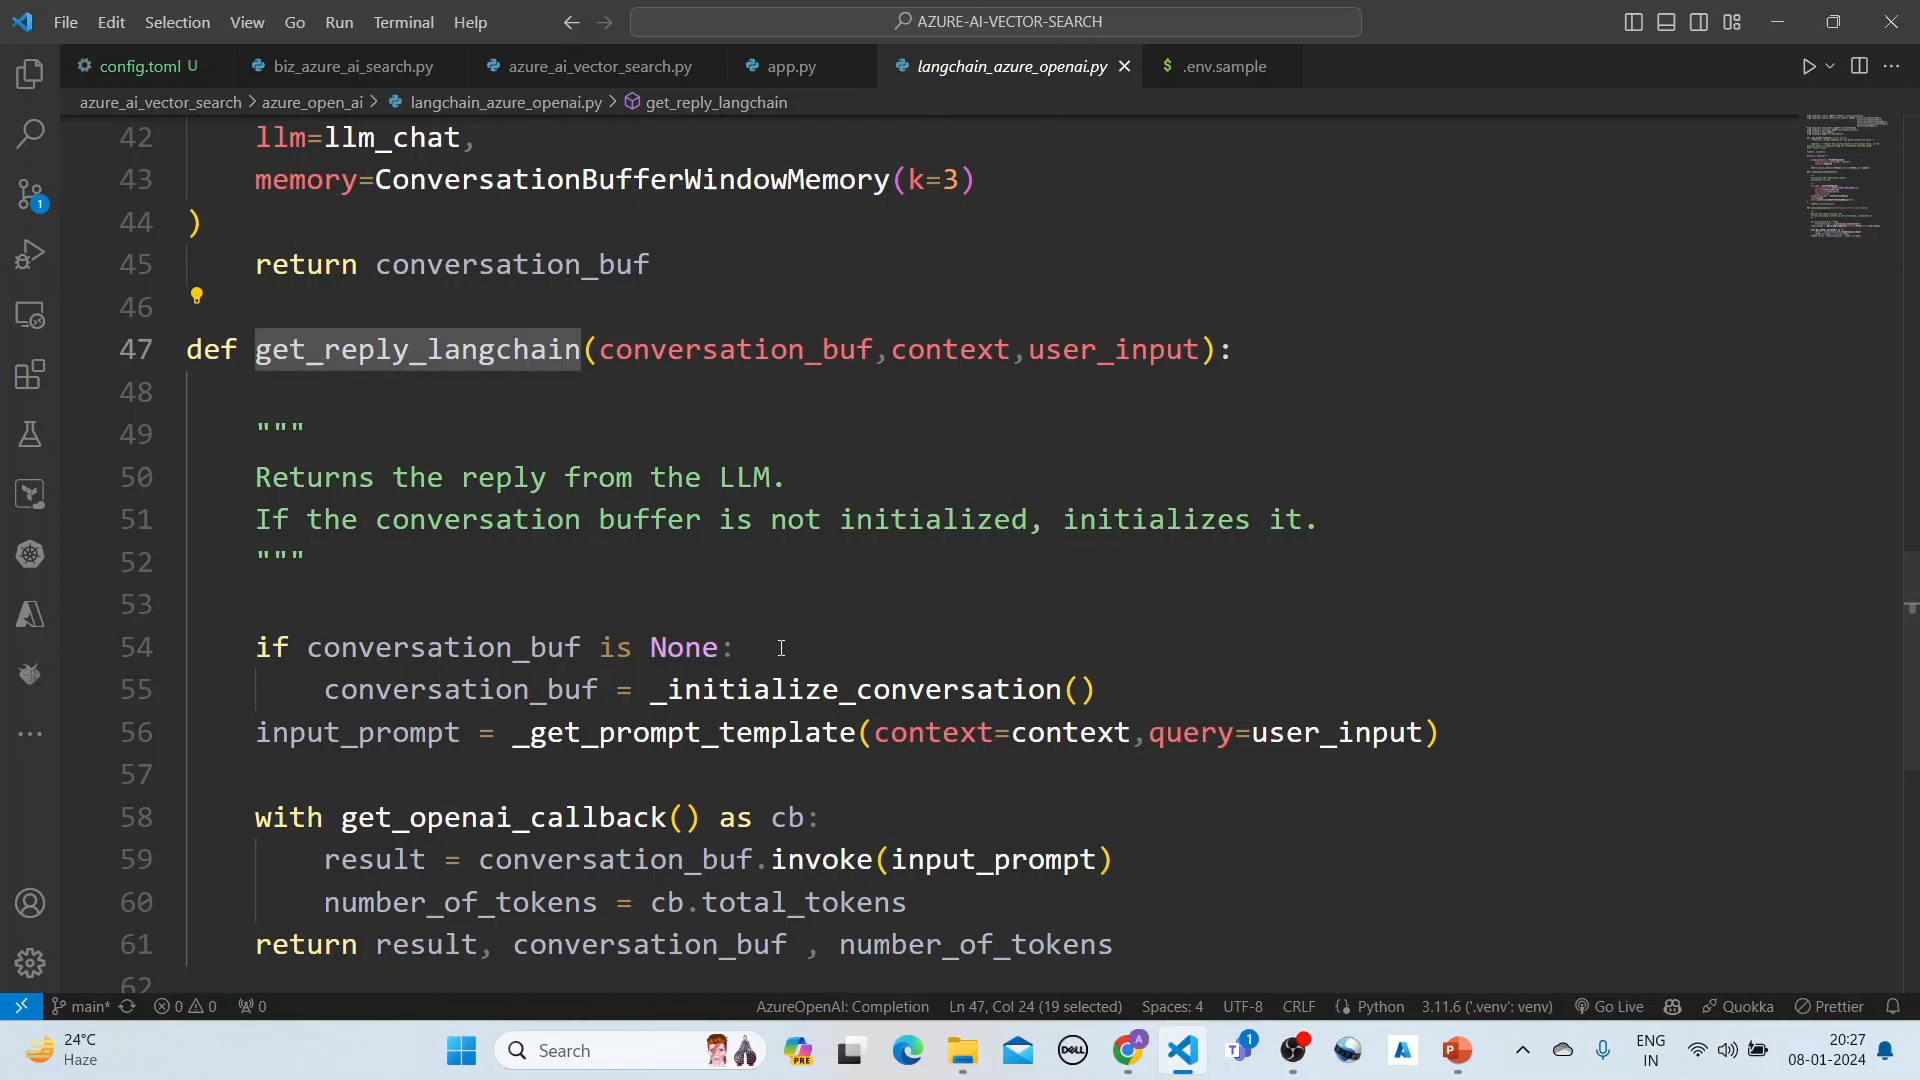 File Edit Selection View Go Run Terminal Help AZURE-AI-VECTOR-SEARCH
config.toml U biz_azure_ai_search.py azure_ai_vector_search.py app.py langchain_azure_openai.py $ .env.sample
azure_ai_vector_search > azure_open_ai > langchain_azure_openai.py > get_reply_langchain
42 llm=llm_chat,
43 memory=ConversationBufferWindowMemory(k=3)
44 )
45 return conversation_buf
46
47 def get_reply_langchain(conversation_buf,context,user_input):
48
49 """
50 Returns the reply from the LLM.
51 If the conversation buffer is not initialized, initializes it.
52 """
53
54 if conversation_buf is None:
55 conversation_buf = _initialize_conversation()
56 input_prompt = _get_prompt_template(context=context,query=user_input)
57
58 with get_openai_callback() as cb:
59 result = conversation_buf.invoke(input_prompt)
60 number_of_tokens = cb.total_tokens
61 return result, conversation_buf , number_of_tokens
62
1
main* 0 0 0 AzureOpenAI: Completion Ln 47, Col 24 (19 selected) Spaces: 4 UTF-8 CRLF Python 3.11.6 ('.venv': venv) Go Live Quokka Prettier
24°C
Haze
Search
PRE
DELL
A
1
P
ENG
IN
20:27
08-01-2024